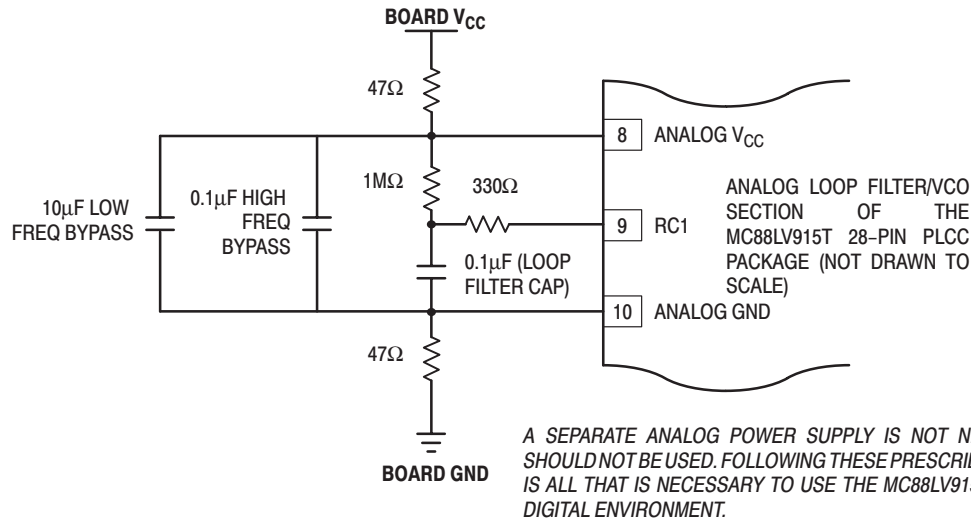 BOARD VCC
47Ω
8 ANALOG VCC
1MΩ
330Ω
10μF LOW
FREQ BYPASS
0.1μF HIGH
FREQ
BYPASS
9 RC1
ANALOG LOOP FILTER/VCO
SECTION OF THE
MC88LV915T 28-PIN PLCC
PACKAGE (NOT DRAWN TO
SCALE)
0.1μF (LOOP
FILTER CAP)
10 ANALOG GND
47Ω
BOARD GND
A SEPARATE ANALOG POWER SUPPLY IS NOT
SHOULD NOT BE USED. FOLLOWING THESE
IS ALL THAT IS NECESSARY TO USE THE
DIGITAL ENVIRONMENT.